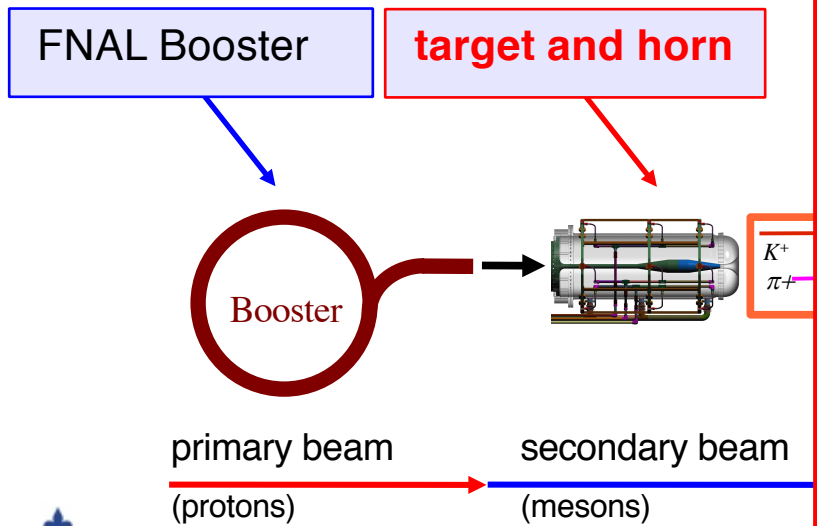 FNAL Booster
target and horn
Booster
K+
π+
primary beam
secondary beam
(protons)
(mesons)